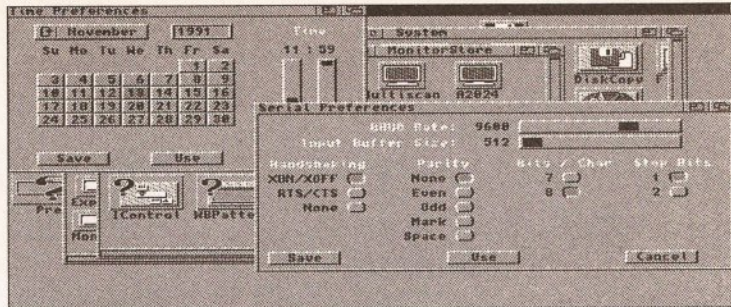 Time Preferences
November 1991
Su Mo Tu We Th Fr Sa
1 2
3 4 5 6 7 8 9
10 11 12 13 14 15 16
17 18 19 20 21 22 23
24 25 26 27 28 29 30
Time
11 : 59
Save Use
System
MonitorStore
Multiscan A2024
DiskCopy
Serial Preferences
BAUD Rate: 9600
Input Buffer Size: 512
Handshaking
XON/XOFF
RTS/CTS
None
Parity
None
Even
Odd
Mark
Space
Bits / Char
7
8
Stop Bits
1
2
Save Use Cancel
Pre
Exp
Mon
IControl WBPatte